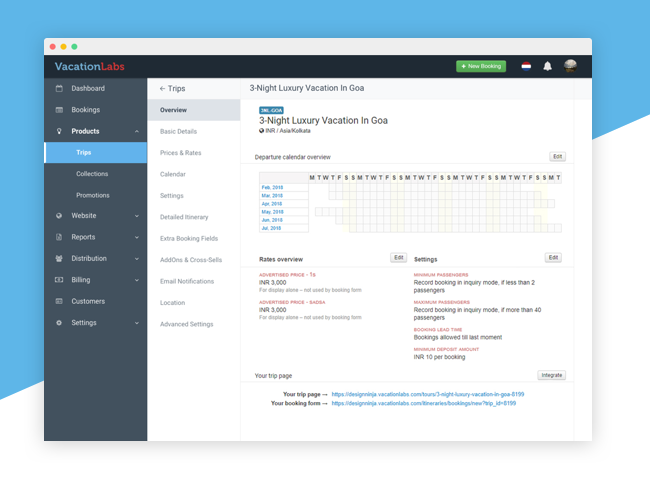 VacationLabs
+ New Booking
Dashboard
Bookings
Products
Trips
Collections
Promotions
Website
Reports
Distribution
Billing
Customers
Settings
← Trips
Overview
Basic Details
Prices & Rates
Calendar
Settings
Detailed Itinerary
Extra Booking Fields
AddOns & Cross-Sells
Email Notifications
Location
Advanced Settings
3-Night Luxury Vacation In Goa
3-Night Luxury Vacation In Goa
INR / Asia/Kolkata
Departure calendar overview
Edit
M T W T F S S M T W T F S S M T W T F S S M T W T F S S M T W T F S S M T
Feb, 2018
Mar, 2018
Apr, 2018
May, 2018
Jun, 2018
Jul, 2018
Rates overview
Edit
ADVERTISED PRICE -
INR 3,000
For display alone – not used by booking form
ADVERTISED PRICE - SADSA
INR 3,000
For display alone – not used by booking form
Settings
Edit
MINIMUM PASSENGERS
Record booking in inquiry mode, if less than 2
passengers
MAXIMUM PASSENGERS
Record booking in inquiry mode, if more than 40
passengers
BOOKING LEAD TIME
Bookings allowed till last moment
MINIMUM DEPOSIT AMOUNT
INR 10 per booking
Your trip page
Integrate
Your trip page → https://designninja.vacationlabs.com/tours/3-night-luxury-vacation-in-goa-8199
Your booking form → https://designninja.vacationlabs.com/itineraries/bookings/new?trip_id=8199